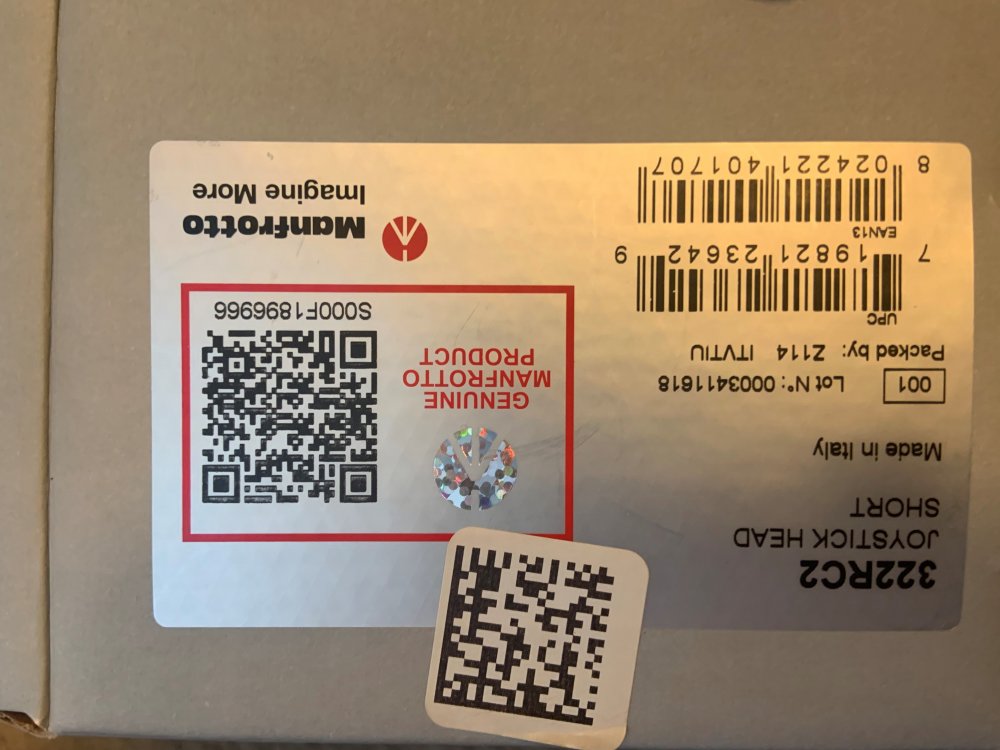 322RC2
JOYSTICK HEAD
SHORT
Made in Italy
001 Lot N°: 0003411618
Packed by: Z114 ITVTIU
UPC
7 19821 23642 9
EAN13
8 024221 401707
GENUINE
MANFROTTO
PRODUCT
S000F1896966
Manfrotto
Imagine More